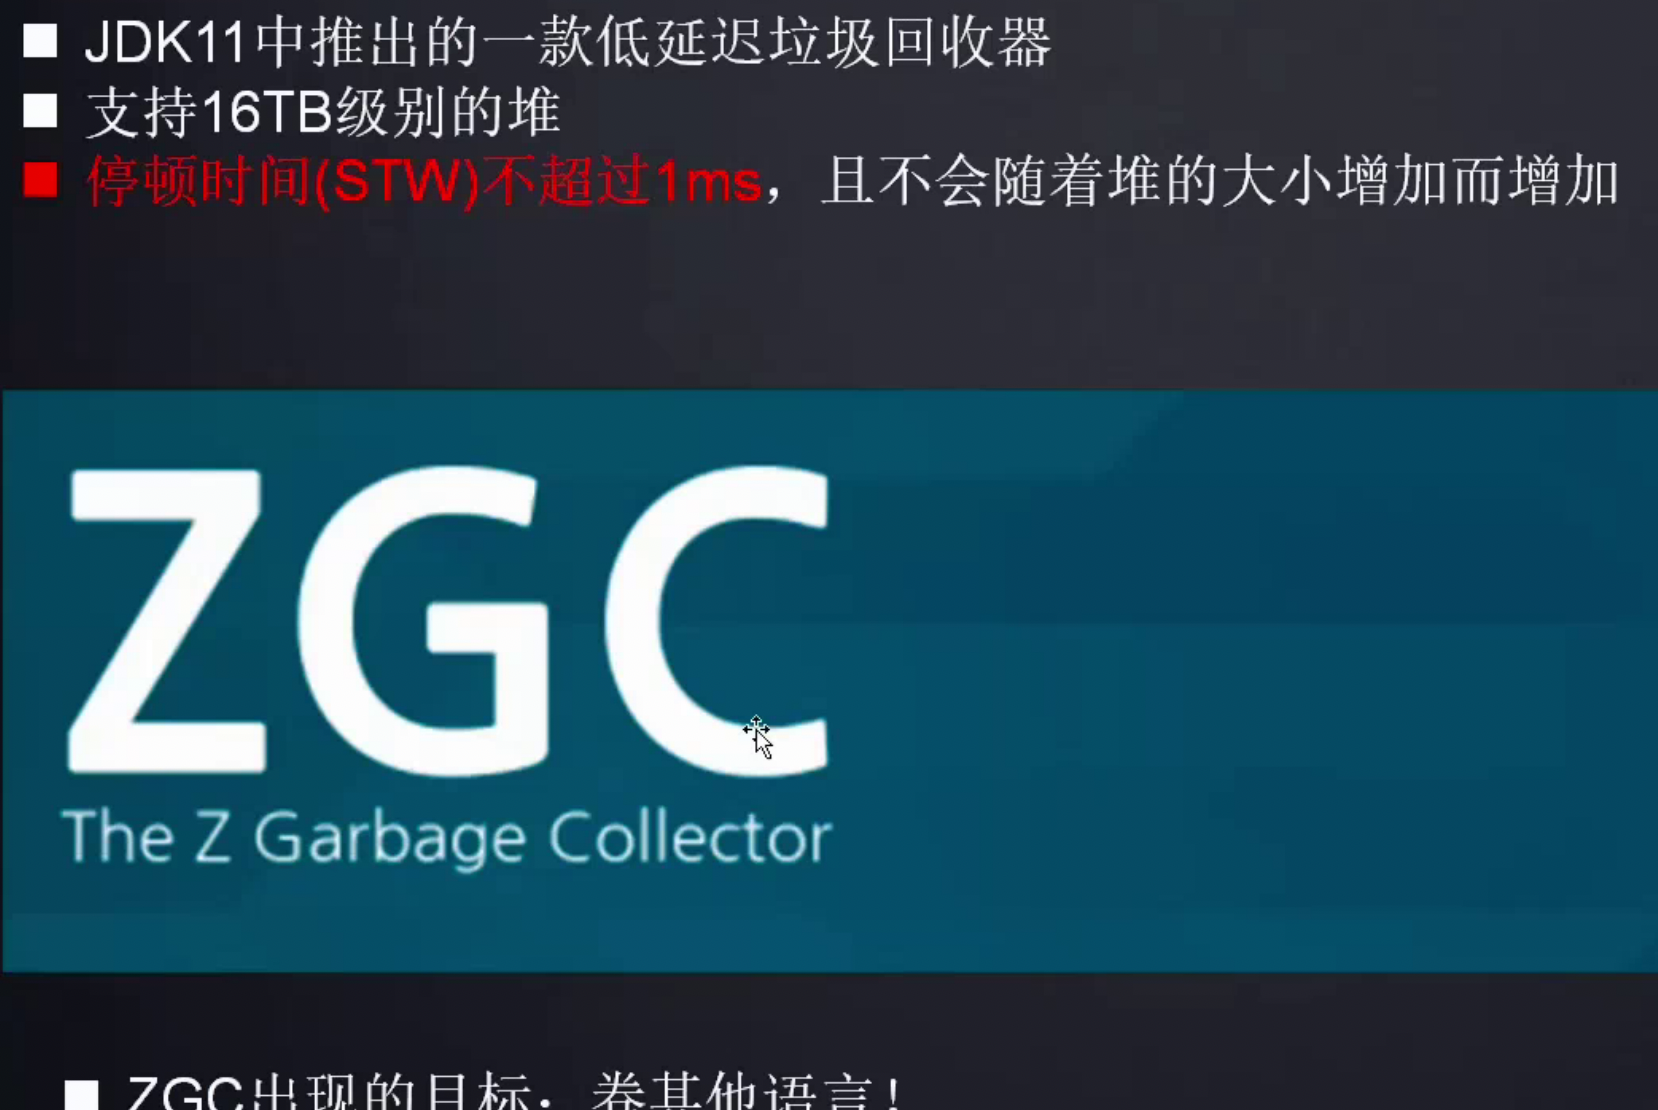 JDK11中推出的一款低延迟垃圾回收器
支持16TB级别的堆
停顿时间(STW)不超过1ms，且不会随着堆的大小增加而增加
ZGC
The Z Garbage Collector
ZGC出现的目标：卷其他语言！